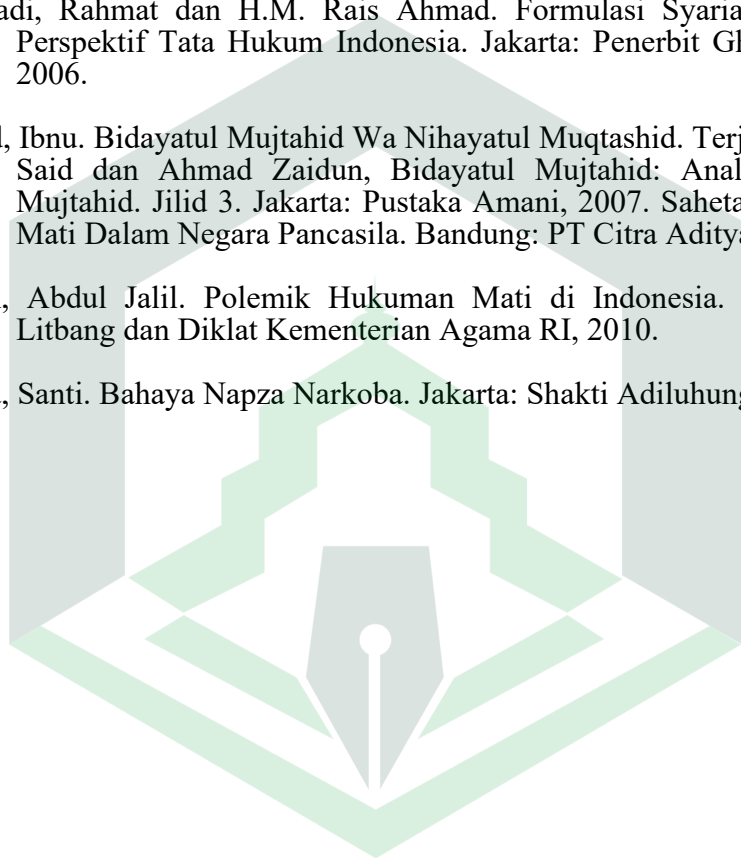 adi, Rahmat dan H.M. Rais Ahmad. Formulasi Syaria
Perspektif Tata Hukum Indonesia. Jakarta: Penerbit Gh
2006.
l, Ibnu. Bidayatul Mujtahid Wa Nihayatul Muqtashid. Terj
Said dan Ahmad Zaidun, Bidayatul Mujtahid: Anal
Mujtahid. Jilid 3. Jakarta: Pustaka Amani, 2007. Saheta
Mati Dalam Negara Pancasila. Bandung: PT Citra Aditya
, Abdul Jalil. Polemik Hukuman Mati di Indonesia.
Litbang dan Diklat Kementerian Agama RI, 2010.
, Santi. Bahaya Napza Narkoba. Jakarta: Shakti Adiluhung